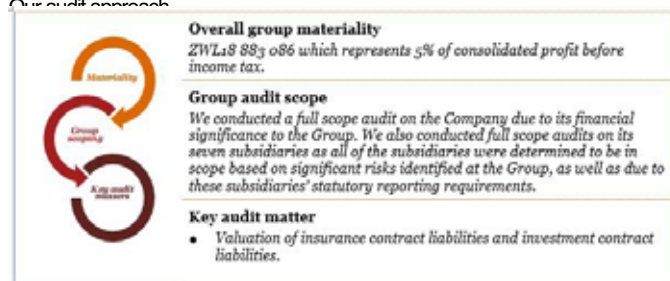 Our audit approach
Overall group materiality
ZWL18 883 086 which represents 5% of consolidated profit before
income tax.
Materiality
Group audit scope
We conducted a full scope audit on the Company due to its financial
significance to the Group. We also conducted full scope audits on its
seven subsidiaries as all of the subsidiaries were determined to be in
scope based on significant risks identified at the Group, as well as due to
these subsidiaries' statutory reporting requirements.
Group
scoping
Key audit
matters
Key audit matter
• Valuation of insurance contract liabilities and investment contract
liabilities.